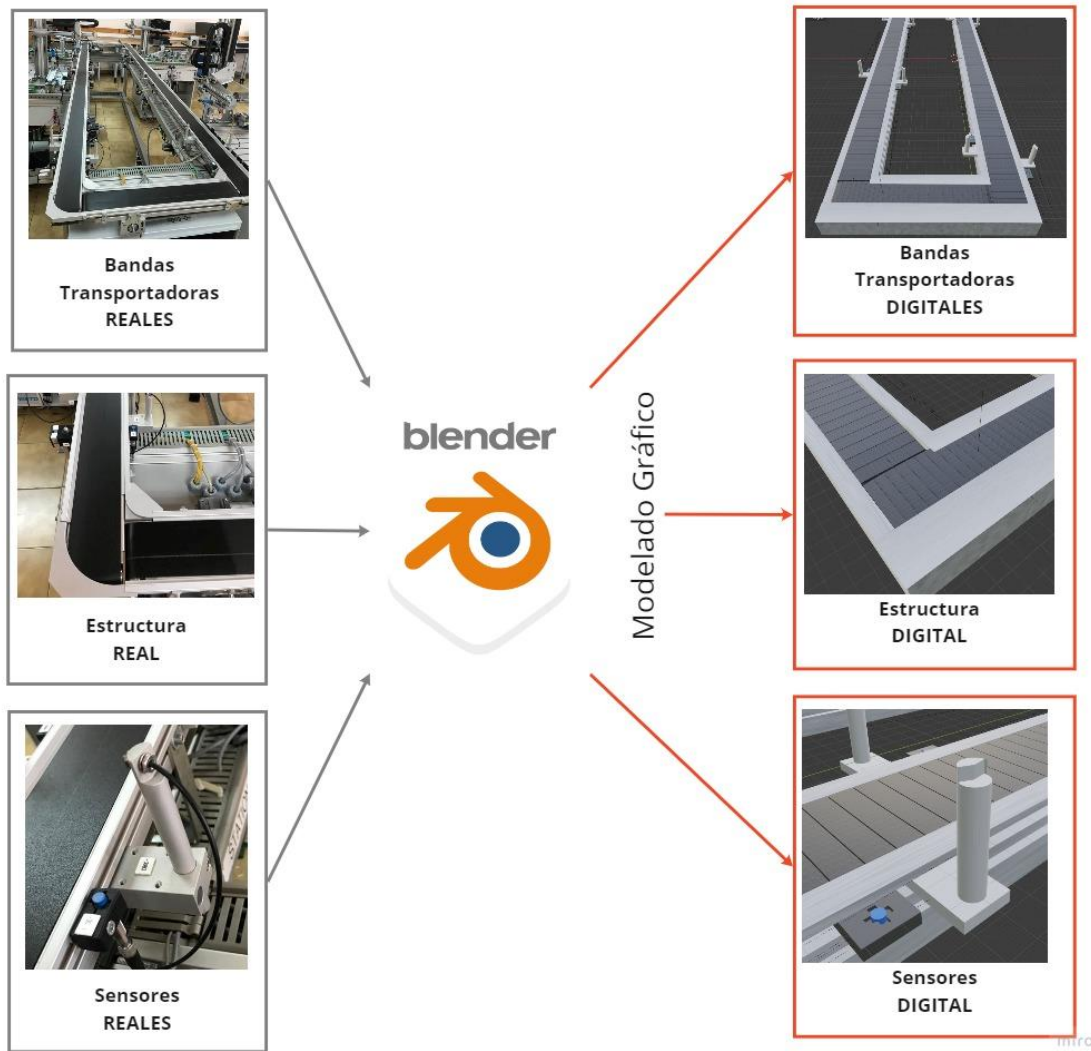 Bandas
Transportadoras
REALES
Bandas
Transportadoras
DIGITALES
blender
Modelado Gráfico
Estructura
REAL
Estructura
DIGITAL
Sensores
REALES
Sensores
DIGITAL